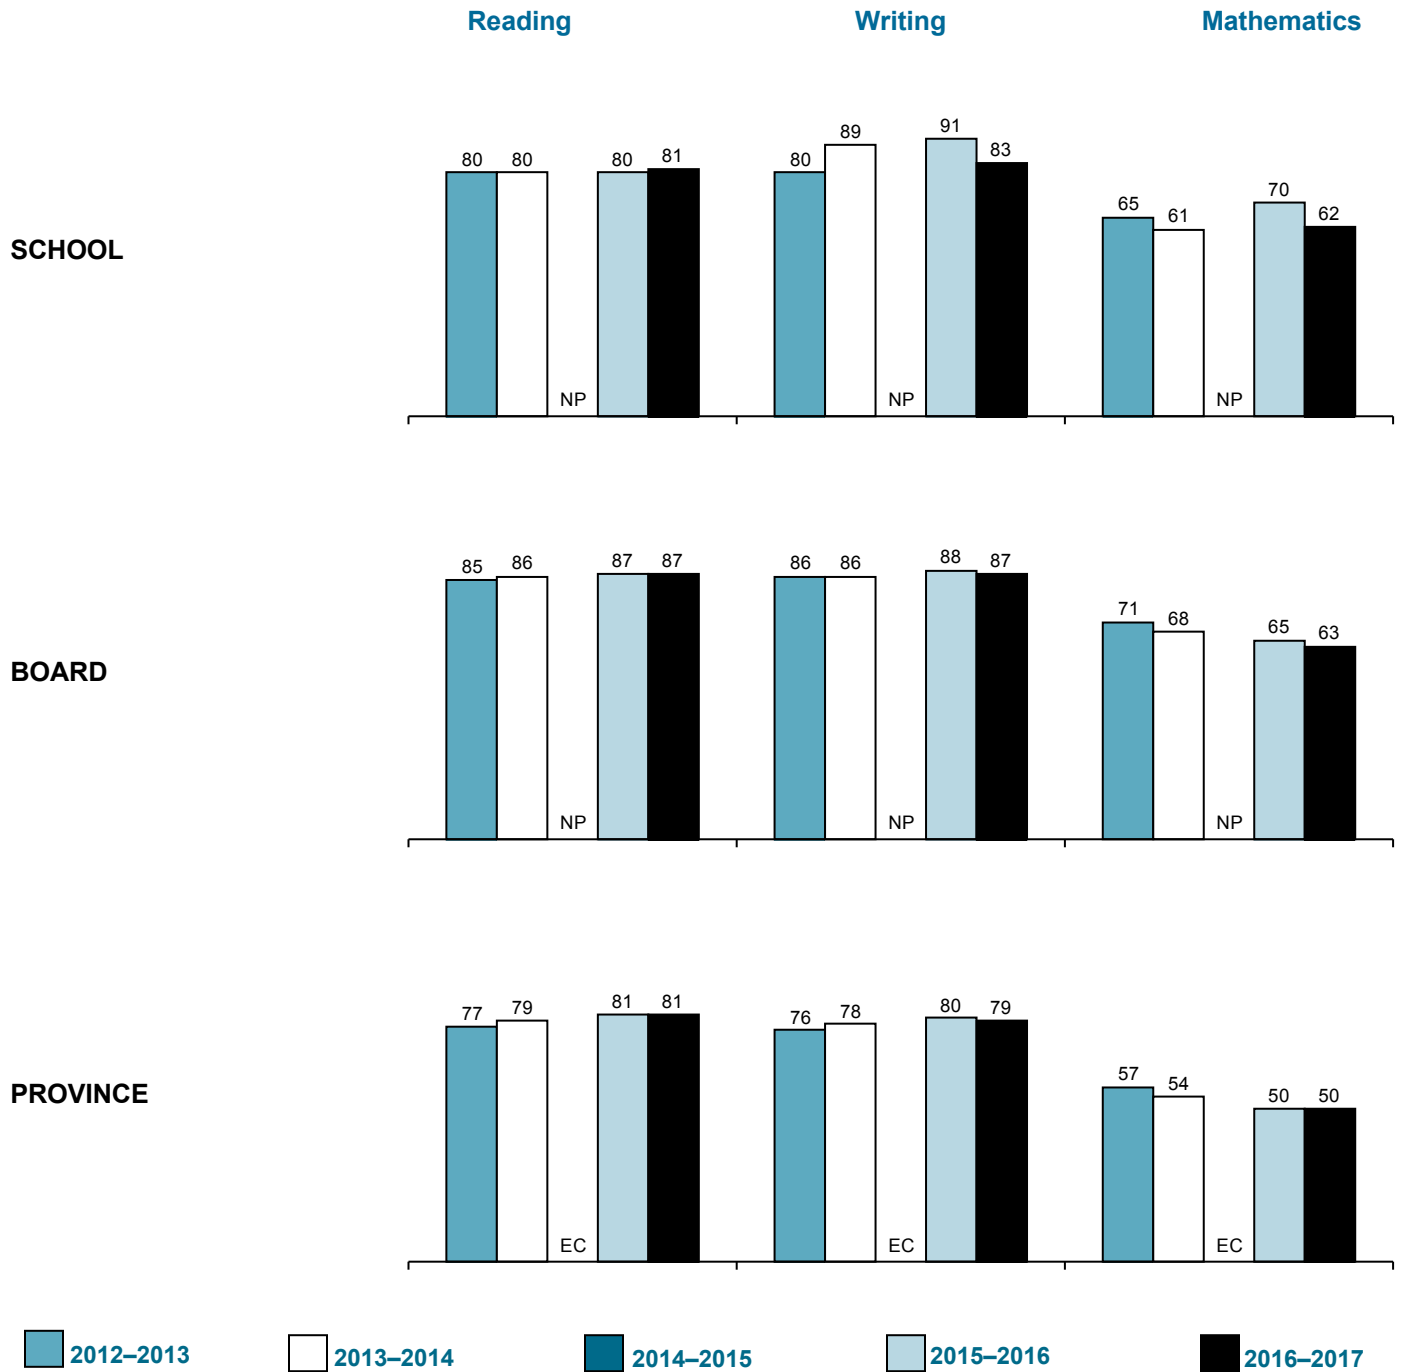 Reading Writing Mathematics
SCHOOL
80 80 NP 80 81 80 89 NP 91 83 65 61 NP 70 62
BOARD
85 86 NP 87 87 86 86 NP 88 87 71 68 NP 65 63
PROVINCE
77 79 EC 81 81 76 78 EC 80 79 57 54 EC 50 50
2012–2013 2013–2014 2014–2015 2015–2016 2016–2017